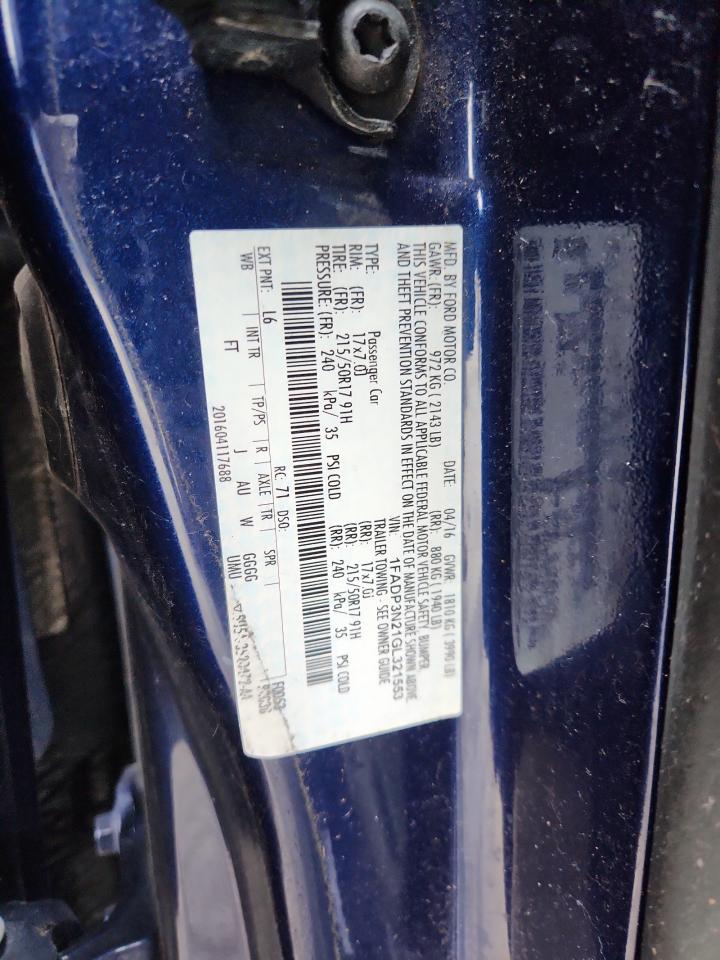 MFD. BY FORD MOTOR CO. DATE: 04/16 GVWR: 1810 KG ( 3990 LB)
GAWR (FR): 972 KG ( 2143 LB) (RR): 880 KG ( 1940 LB)
THIS VEHICLE CONFORMS TO ALL APPLICABLE FEDERAL MOTOR VEHICLE SAFETY, BUMPER,
AND THEFT PREVENTION STANDARDS IN EFFECT ON THE DATE OF MANUFACTURE SHOWN ABOVE.
VIN: 1FADP3N21GL321553
TYPE: Passenger Car TRAILER TOWING - SEE OWNER GUIDE
RIM: (FR): 17x7.0J (RR): 17x7.0J
TIRE: (FR): 215/50R17 91H (RR): 215/50R17 91H
PRESSURE: (FR): 240 kPa/ 35 PSI COLD (RR): 240 kPa/ 35 PSI COLD
RC: 71 DSO: F0053
EXT PNT: L6
WB | INT TR | TP/PS | R | AXLE | TR | SPR
FT J AU W GGGG
201604117688 UMU